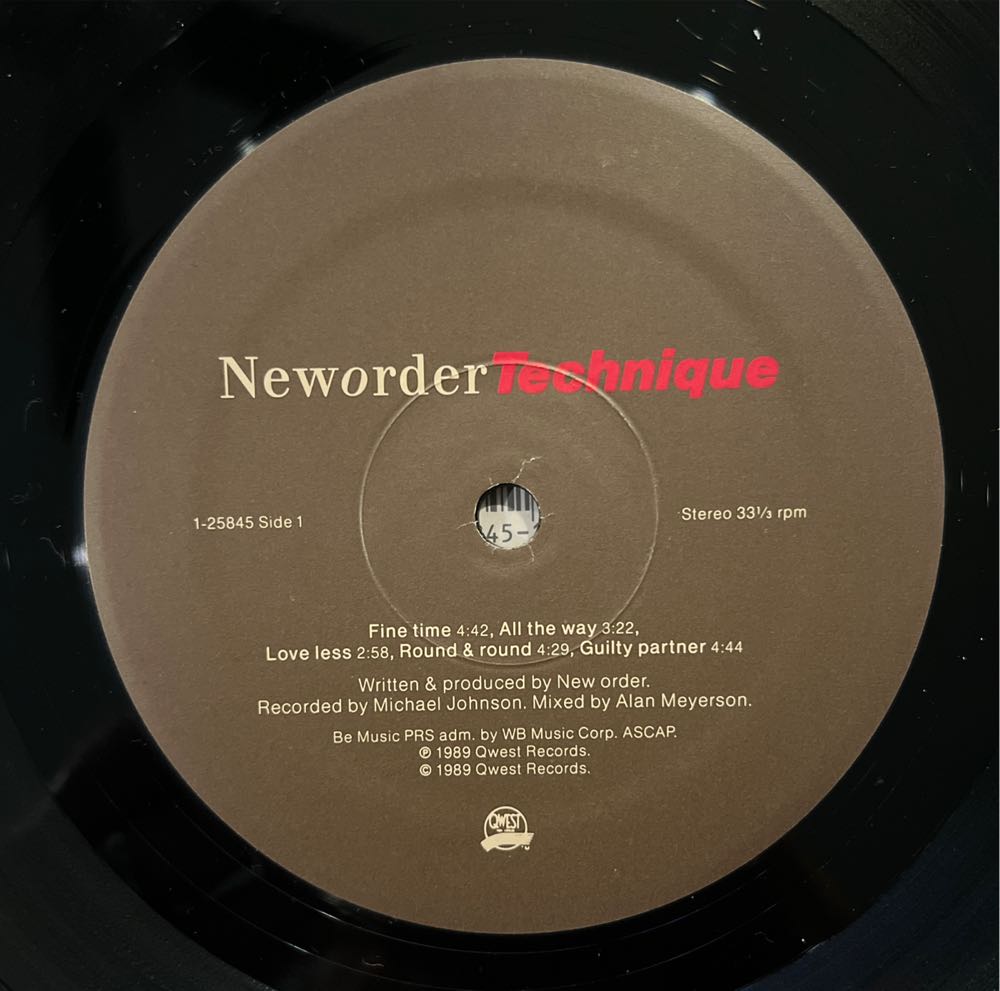 Neworder Technique
1-25845 Side 1
Stereo 33⅓ rpm
45-
Fine time 4:42, All the way 3:22,
Love less 2:58, Round & round 4:29, Guilty partner 4:44
Written & produced by New order.
Recorded by Michael Johnson. Mixed by Alan Meyerson.
Be Music PRS adm. by WB Music Corp. ASCAP.
℗ 1989 Qwest Records.
© 1989 Qwest Records.
QWEST